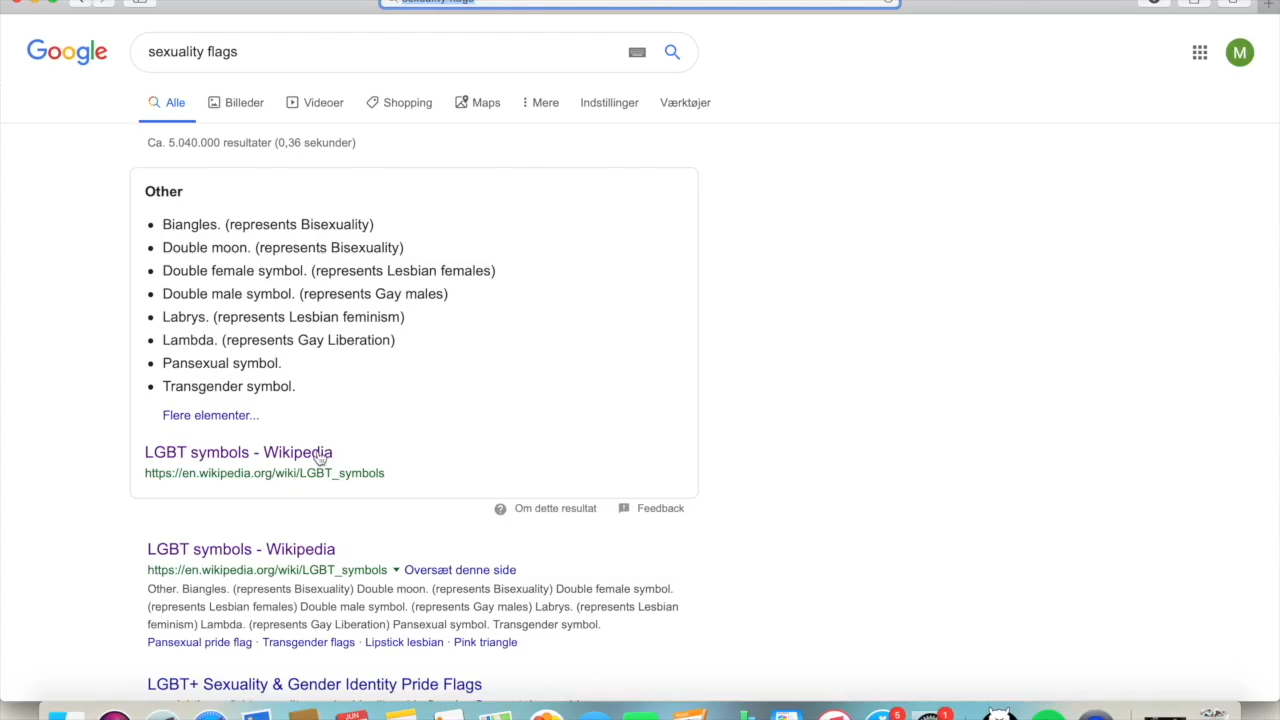 sexuality flags
Google
sexuality flags
M
Alle
Billeder
Videoer
Shopping
Maps
Mere
Indstillinger
Værktøjer
Ca. 5.040.000 resultater (0,36 sekunder)
Other
Biangles. (represents Bisexuality)
Double moon. (represents Bisexuality)
Double female symbol. (represents Lesbian females)
Double male symbol. (represents Gay males)
Labrys. (represents Lesbian feminism)
Lambda. (represents Gay Liberation)
Pansexual symbol.
Transgender symbol.
Flere elementer...
LGBT symbols - Wikipedia
https://en.wikipedia.org/wiki/LGBT_symbols
Om dette resultat
Feedback
LGBT symbols - Wikipedia
https://en.wikipedia.org/wiki/LGBT_symbols Oversæt denne side
Other. Biangles. (represents Bisexuality) Double moon. (represents Bisexuality) Double female symbol.
(represents Lesbian females) Double male symbol. (represents Gay males) Labrys. (represents Lesbian
feminism) Lambda. (represents Gay Liberation) Pansexual symbol. Transgender symbol.
Pansexual pride flag · Transgender flags · Lipstick lesbian · Pink triangle
LGBT+ Sexuality & Gender Identity Pride Flags
JUN
5
1